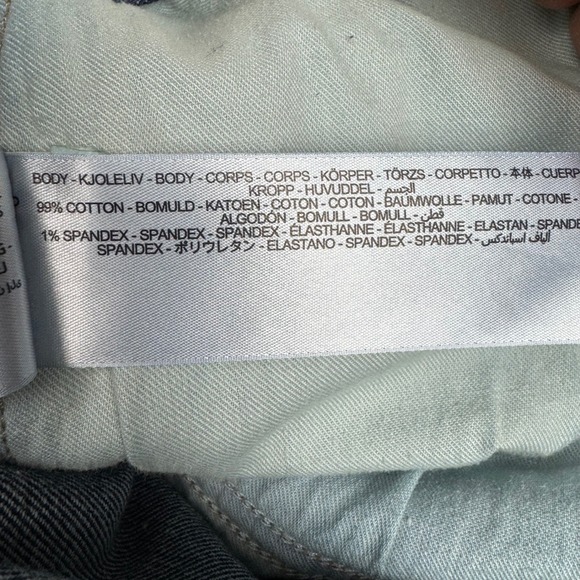 BODY - KJOLELIV - BODY - CORPS - CORPS - KÖRPER - TÖRZS - CORPETTO - 本体 - CUERP
KROPP - HUVUDDEL - الجسم
99% COTTON - BOMULD - KATOEN - COTON - COTON - BAUMWOLLE - PAMUT - COTONE -
ALGODÓN - BOMULL - BOMULL - قطن
1% SPANDEX - SPANDEX - SPANDEX - ÉLASTHANNE - ÉLASTHANNE - ELASTAN - SPANDE
SPANDEX - ポリウレタン - ELASTANO - SPANDEX - SPANDEX - ألياف اسباندكس